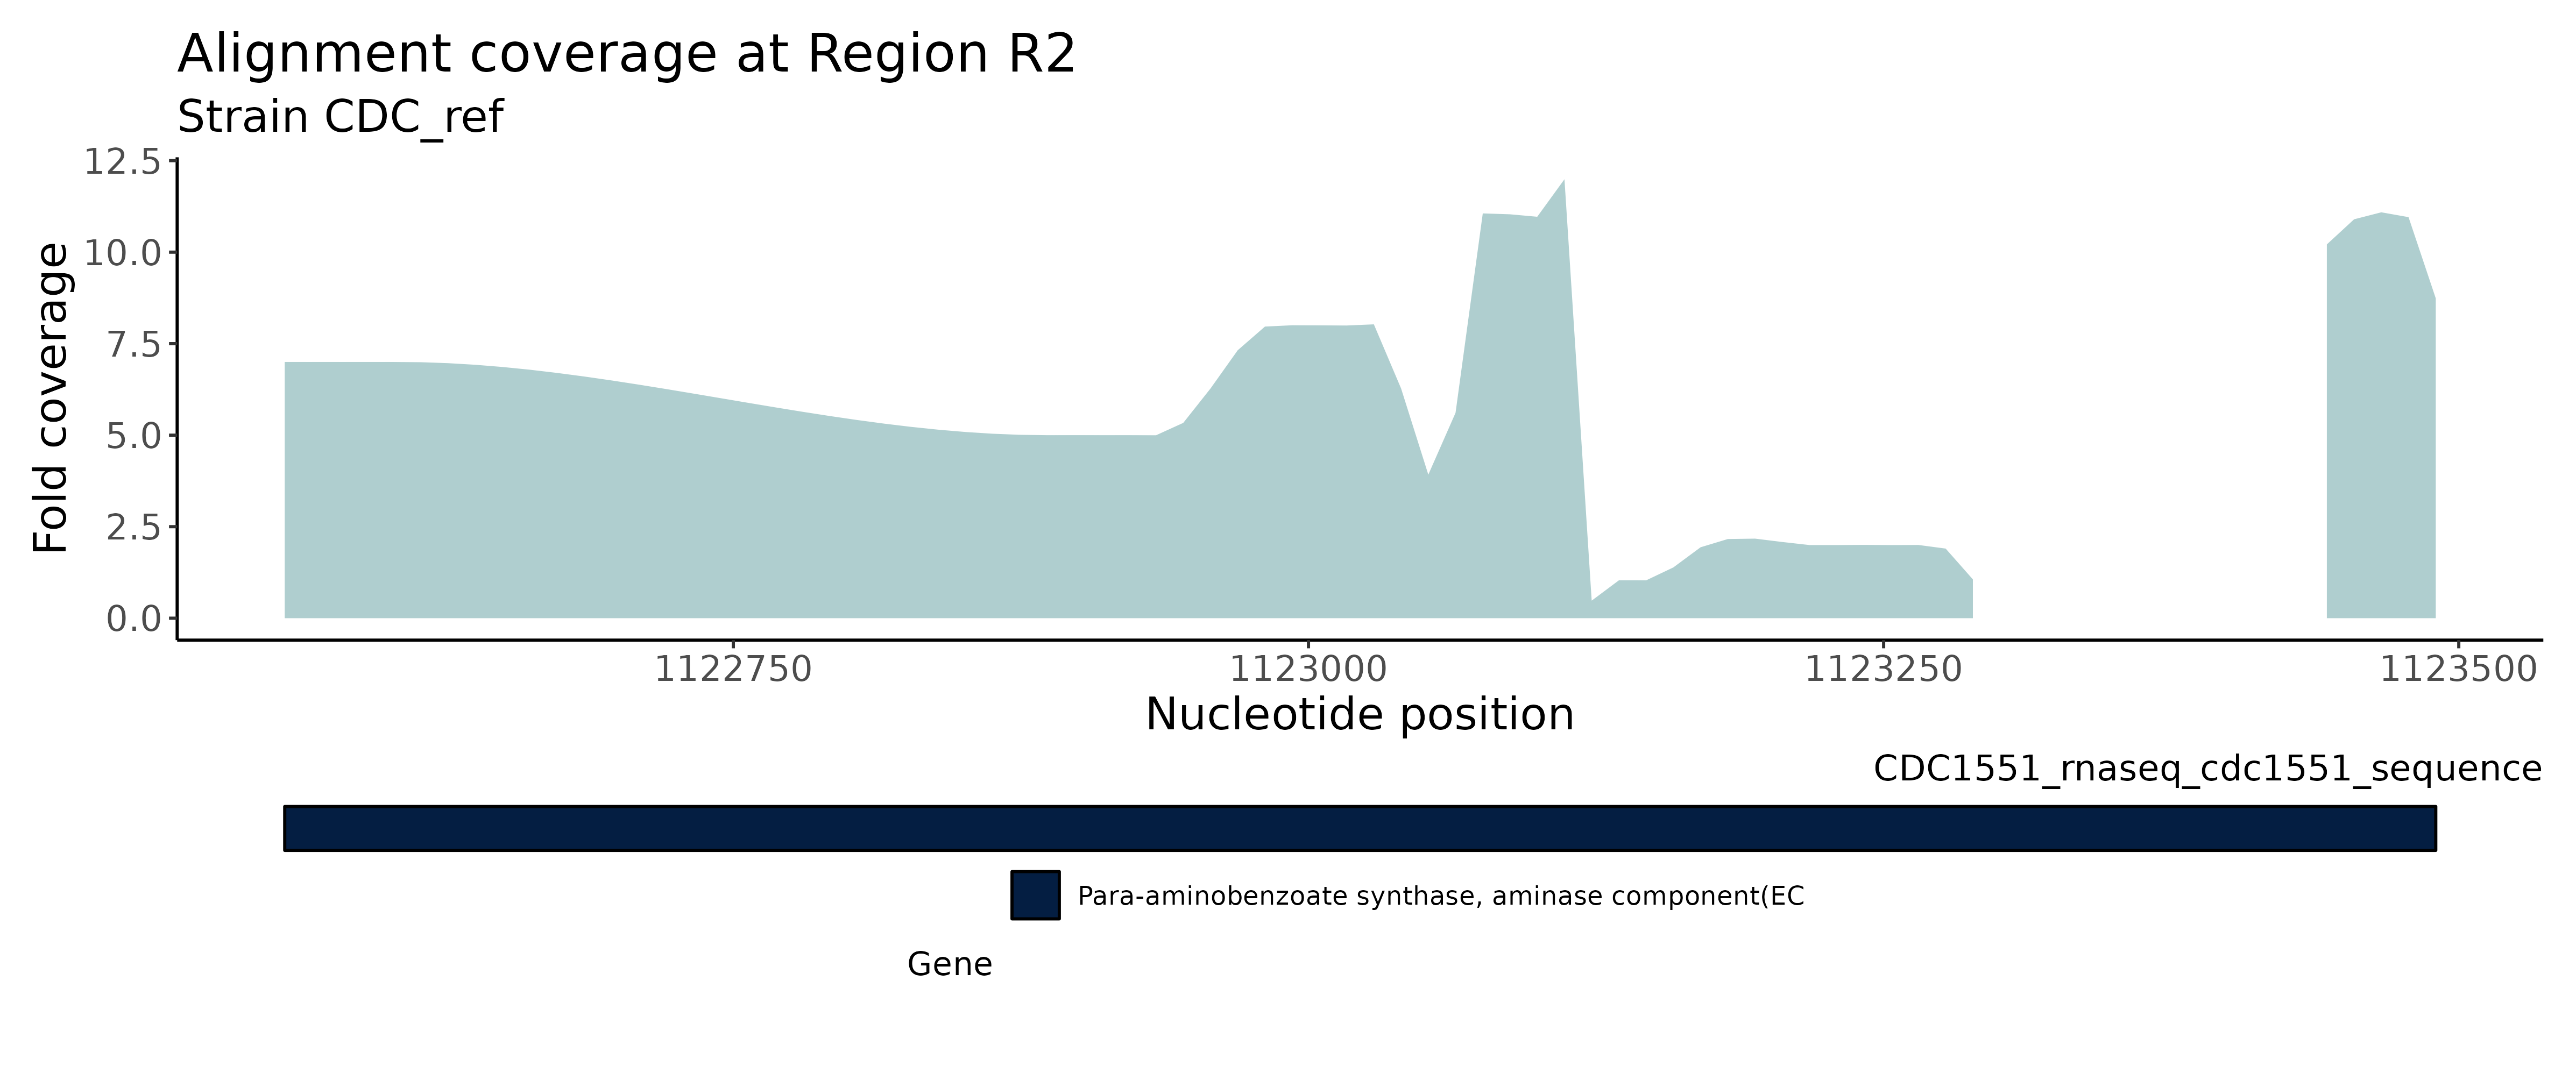 Alignment coverage at Region R2
Strain CDC_ref
12.5
10.0
7.5
5.0
2.5
0.0
Fold coverage
1122750 1123000 1123250 1123500
Nucleotide position
CDC1551_rnaseq_cdc1551_sequence
Para-aminobenzoate synthase, aminase component(EC
Gene